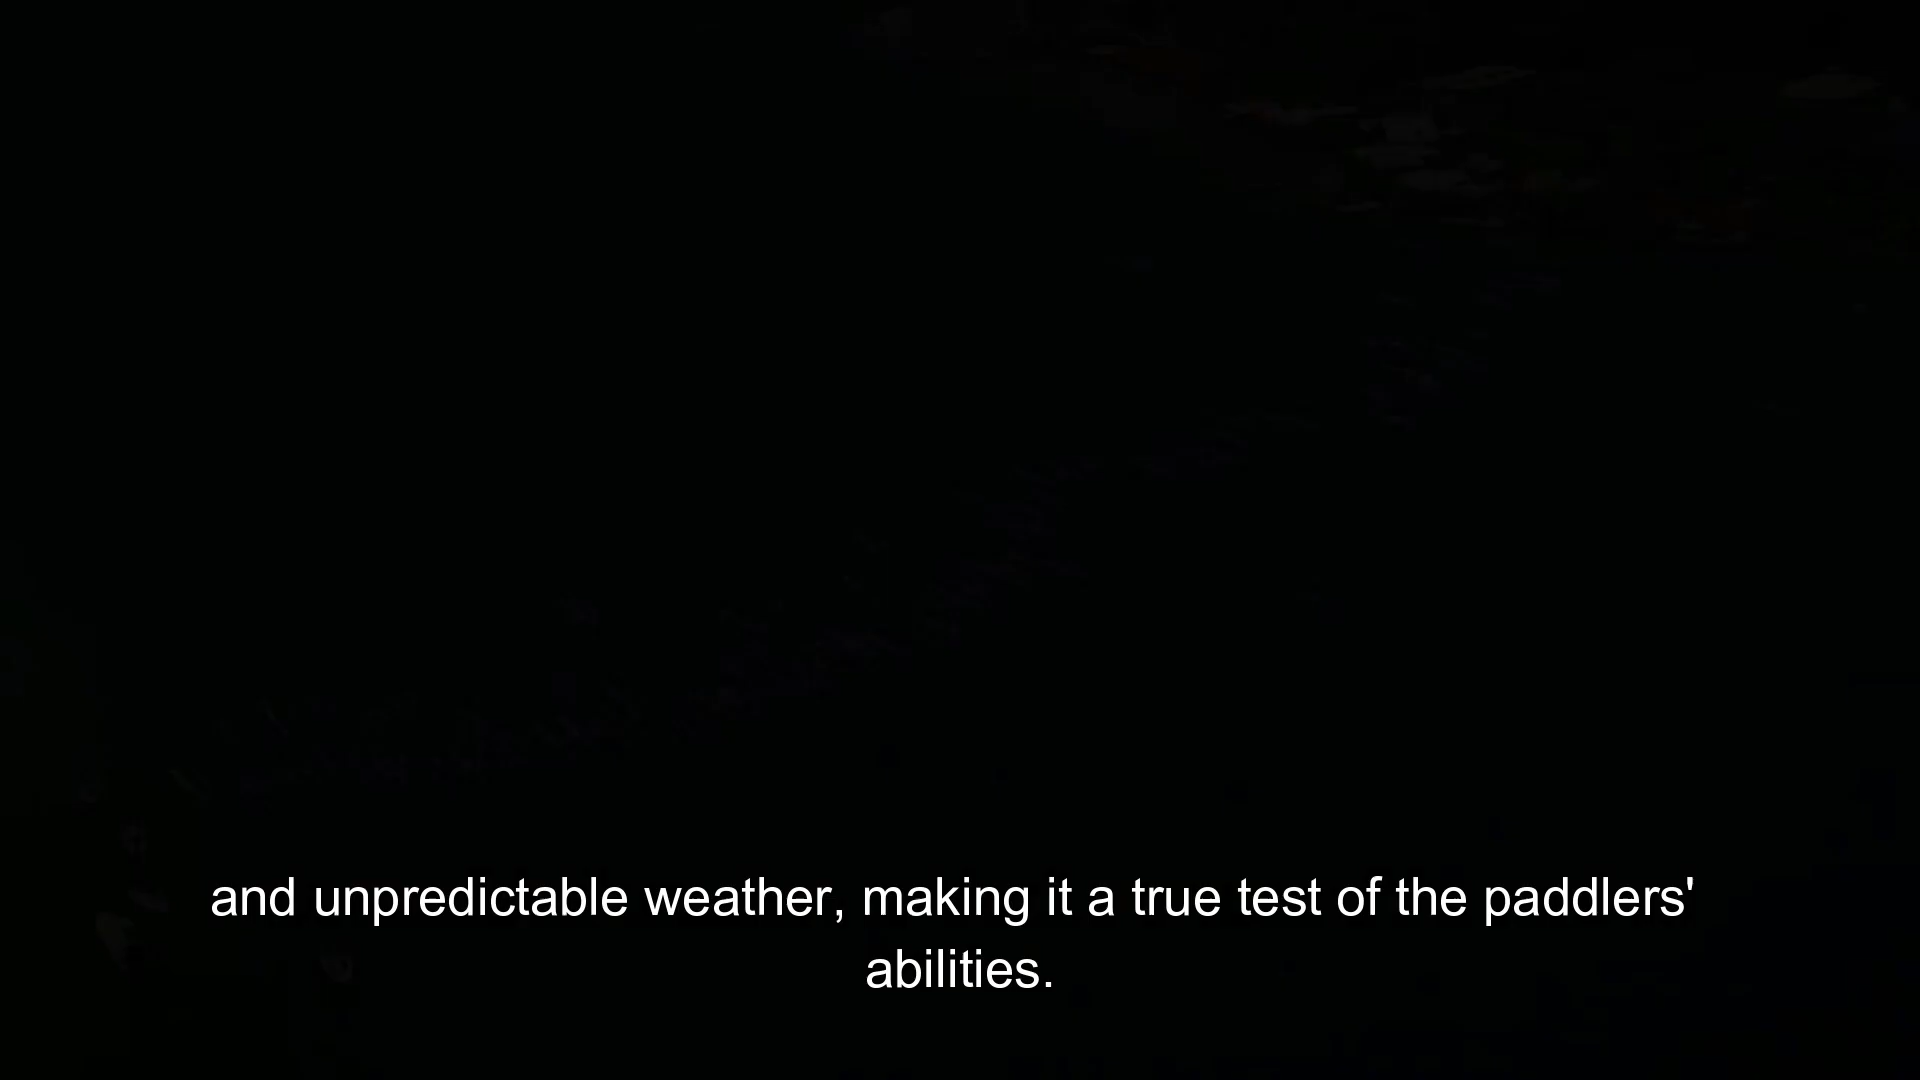 and unpredictable weather, making it a true test of the paddlers'
abilities.